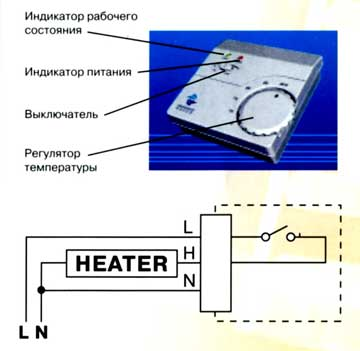 Индикатор рабочего
состояния
Индикатор питания
Выключатель
Регулятор
температуры
L
H
HEATER
N
L N